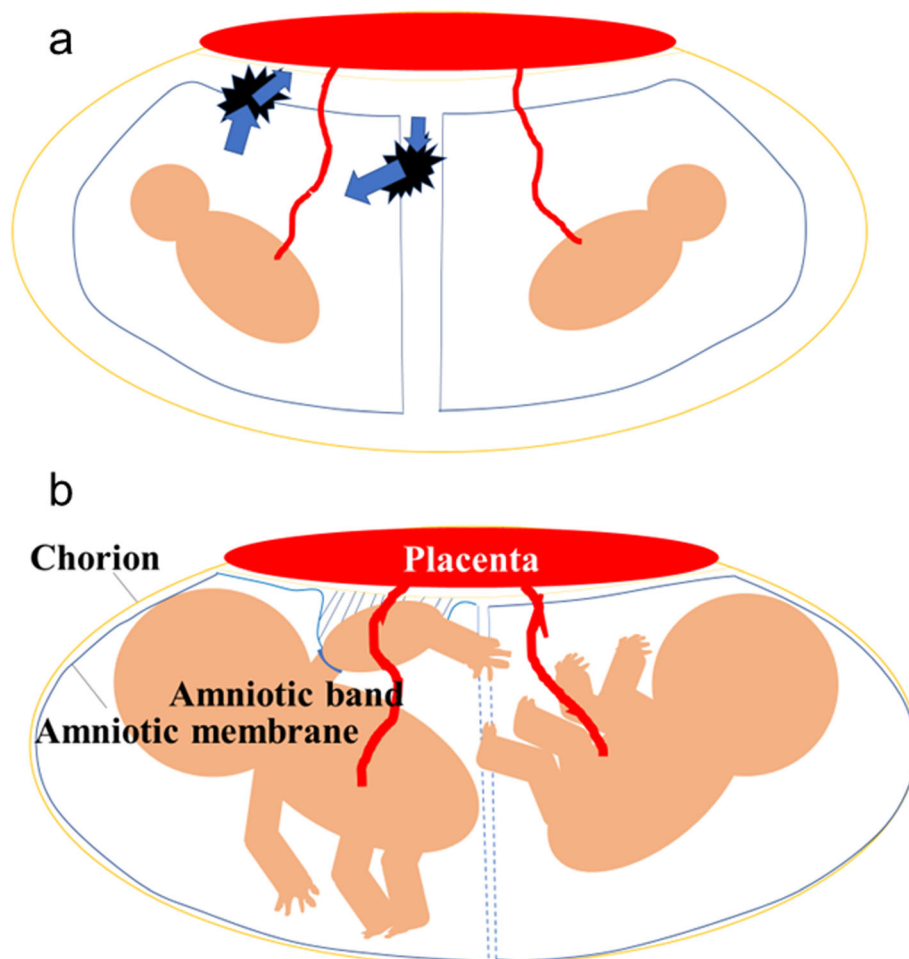 a
b
Chorion
Placenta
Amniotic band
Amniotic membrane